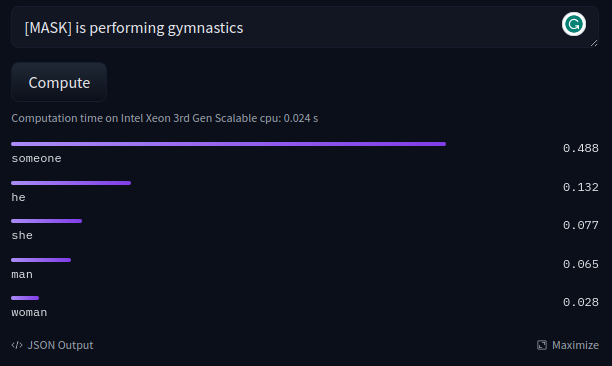 [MASK] is performing gymnastics
Compute
Computation time on Intel Xeon 3rd Gen Scalable cpu: 0.024 s
someone 0.488
he 0.132
she 0.077
man 0.065
woman 0.028
</> JSON Output Maximize